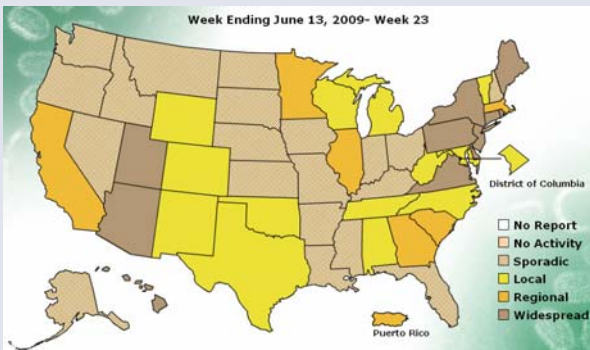 Week Ending June 13, 2009- Week 23
District of Columbia
No Report
No Activity
Sporadic
Local
Regional
Widespread
Puerto Rico